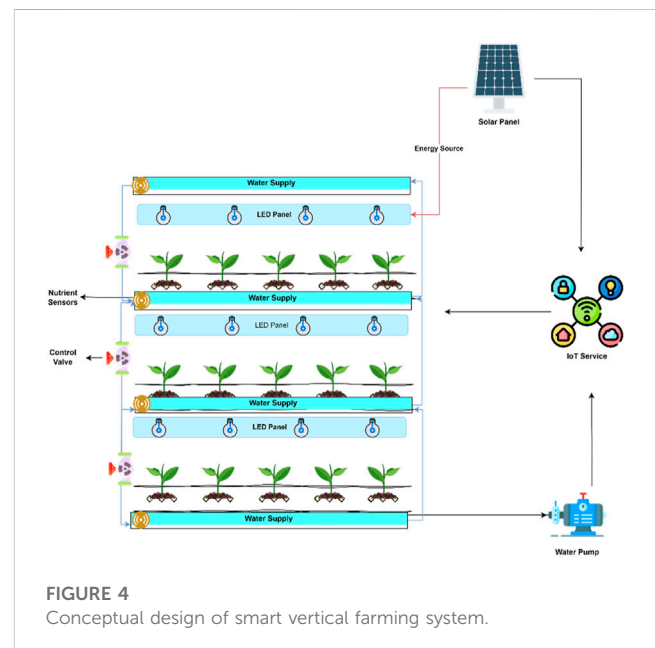 Solar Panel
Energy Source
Water Supply
LED Panel
Nutrient
Sensors
Water Supply
LED Panel
Control
Valve
IoT Service
Water Supply
LED Panel
Water Supply
Water Pump
FIGURE 4
Conceptual design of smart vertical farming system.